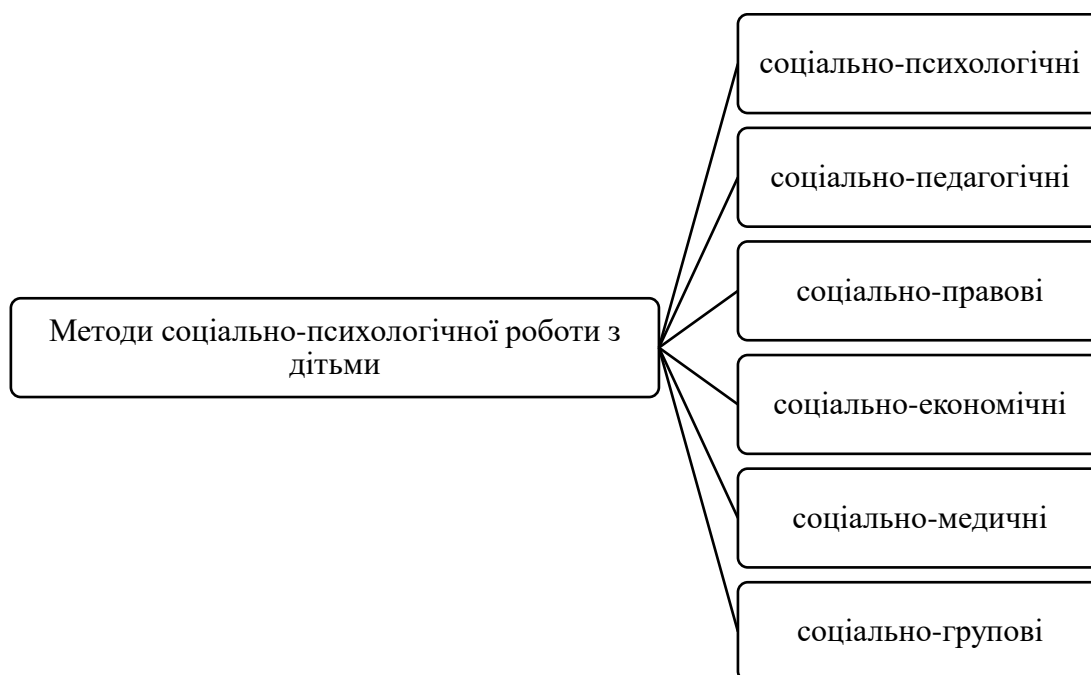 Методи соціально-психологічної роботи з
дітьми
соціально-психологічні
соціально-педагогічні
соціально-правові
соціально-економічні
соціально-медичні
соціально-групові